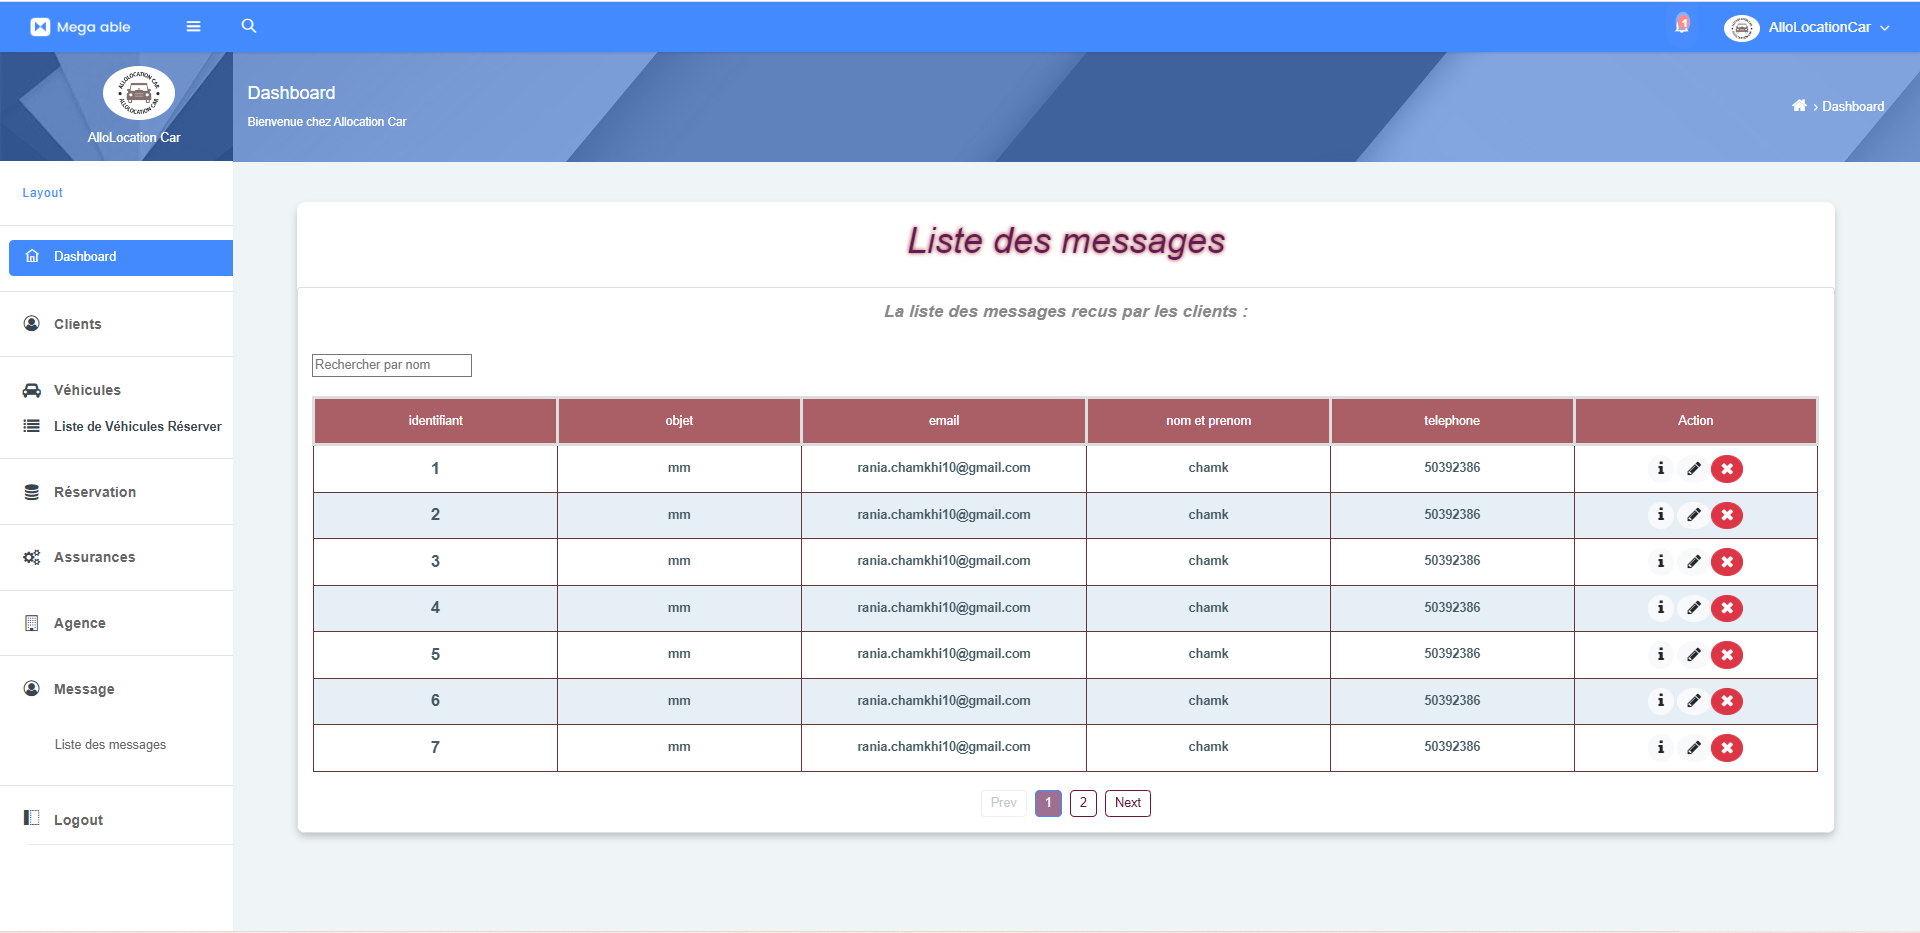 Mega able
1
AlloLocationCar
ALLOLOCATION CAR
ALLOLOCATION CAR
AlloLocation Car
Dashboard
Bienvenue chez Allocation Car
› Dashboard
Layout
Dashboard
Clients
Véhicules
Liste de Véhicules Réserver
Réservation
Assurances
Agence
Message
Liste des messages
Logout
Liste des messages
La liste des messages recus par les clients :
Rechercher par nom
identifiant objet email nom et prenom telephone Action
1 mm rania.chamkhi10@gmail.com chamk 50392386
2 mm rania.chamkhi10@gmail.com chamk 50392386
3 mm rania.chamkhi10@gmail.com chamk 50392386
4 mm rania.chamkhi10@gmail.com chamk 50392386
5 mm rania.chamkhi10@gmail.com chamk 50392386
6 mm rania.chamkhi10@gmail.com chamk 50392386
7 mm rania.chamkhi10@gmail.com chamk 50392386
Prev 1 2 Next